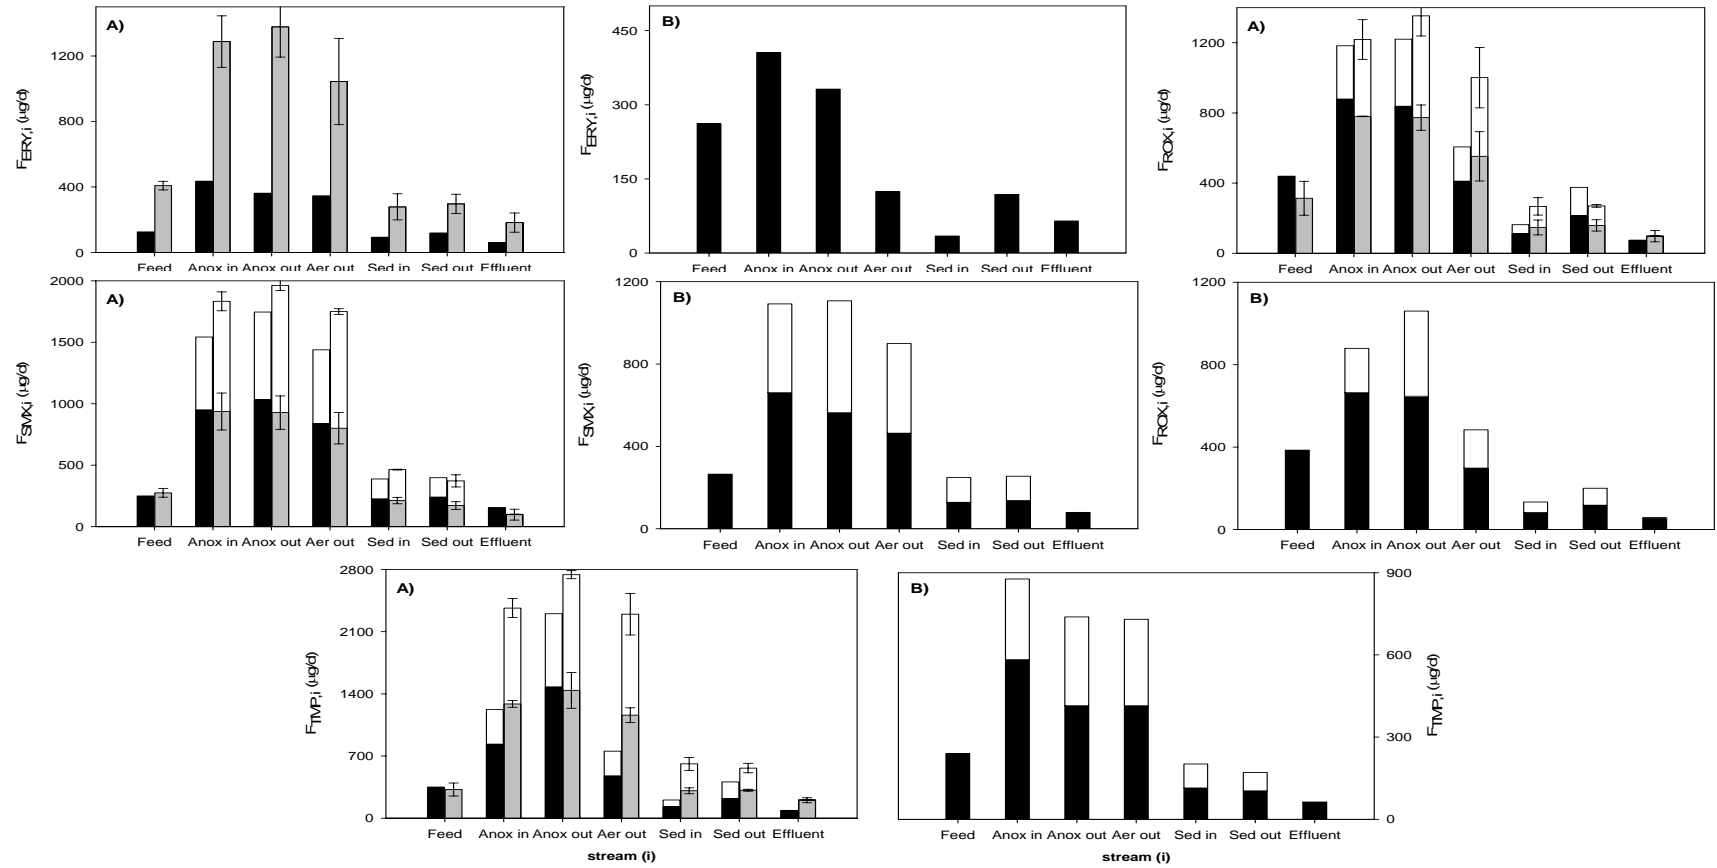 A)
1200
800
400
0
F_ERY,i (µg/d)
Feed Anox in Anox out Aer out Sed in Sed out Effluent
B)
450
300
150
0
F_ERY,i (µg/d)
Feed Anox in Anox out Aer out Sed in Sed out Effluent
A)
1200
800
400
0
F_ROX,i (µg/d)
Feed Anox in Anox out Aer out Sed in Sed out Effluent
A)
2000
1500
1000
500
0
F_SMX,i (µg/d)
Feed Anox in Anox out Aer out Sed in Sed out Effluent
B)
1200
800
400
0
F_SMX,i (µg/d)
Feed Anox in Anox out Aer out Sed in Sed out Effluent
B)
1200
800
400
0
F_ROX,i (µg/d)
Feed Anox in Anox out Aer out Sed in Sed out Effluent
A)
2800
2100
1400
700
0
F_TMP,i (µg/d)
Feed Anox in Anox out Aer out Sed in Sed out Effluent
stream (i)
B)
900
600
300
0
F_TMP,i (µg/d)
Feed Anox in Anox out Aer out Sed in Sed out Effluent
stream (i)